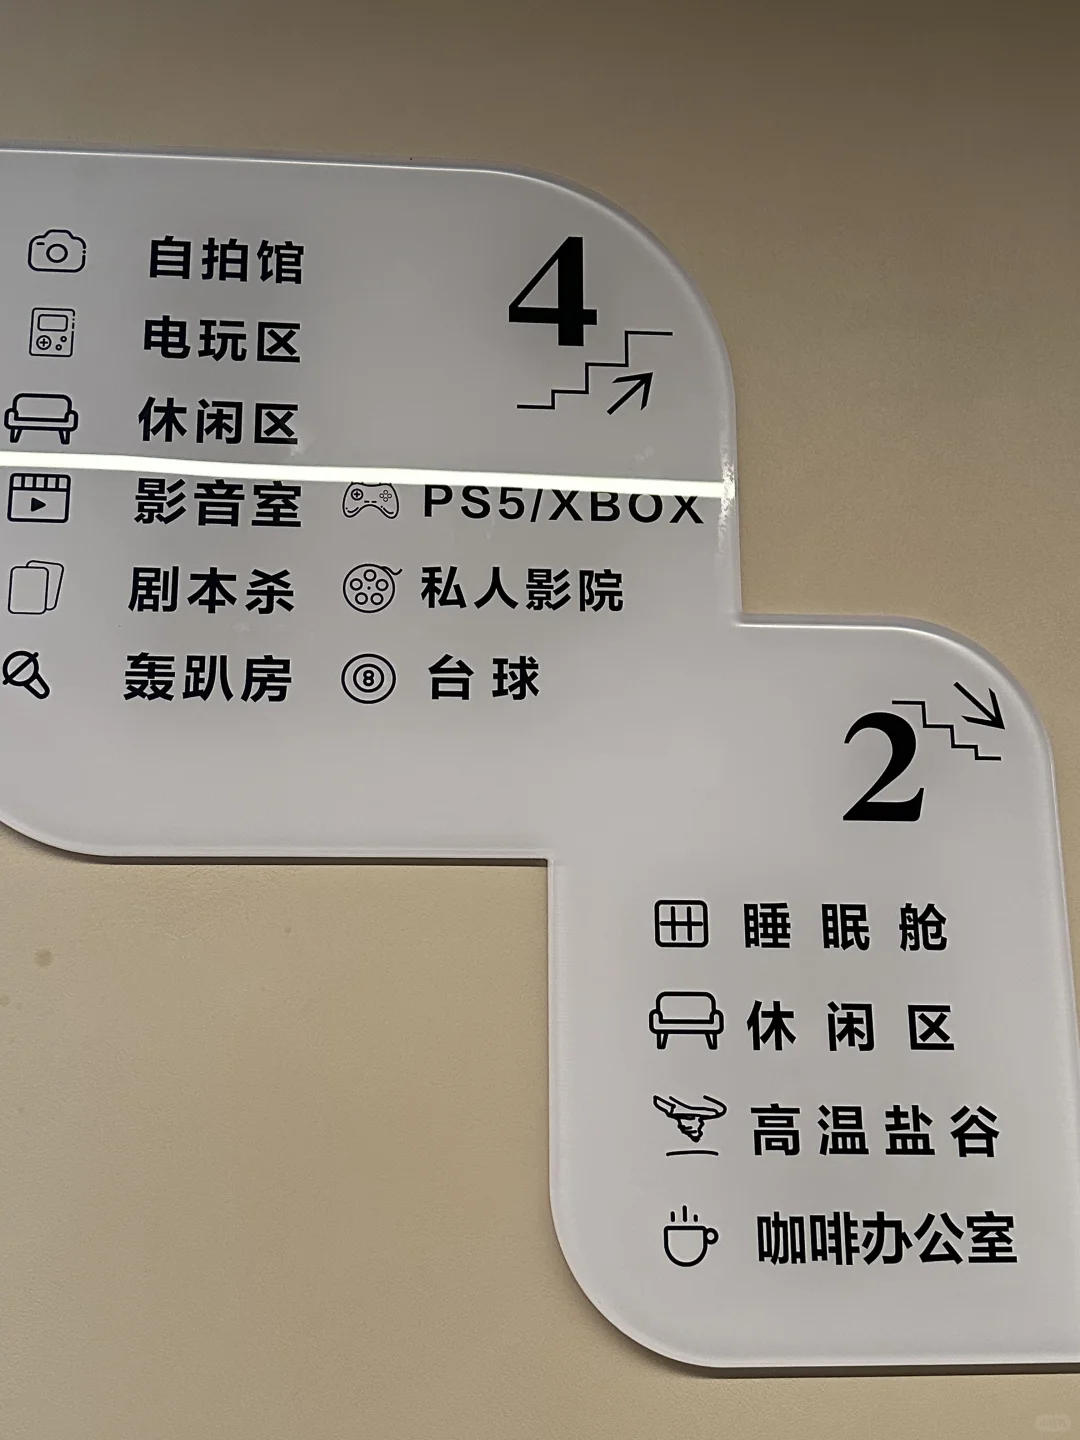 4
自拍馆
电玩区
休闲区
影音室 PS5/XBOX
剧本杀 私人影院
轰趴房 8 台球
2
睡眠舱
休闲区
高温盐谷
咖啡办公室